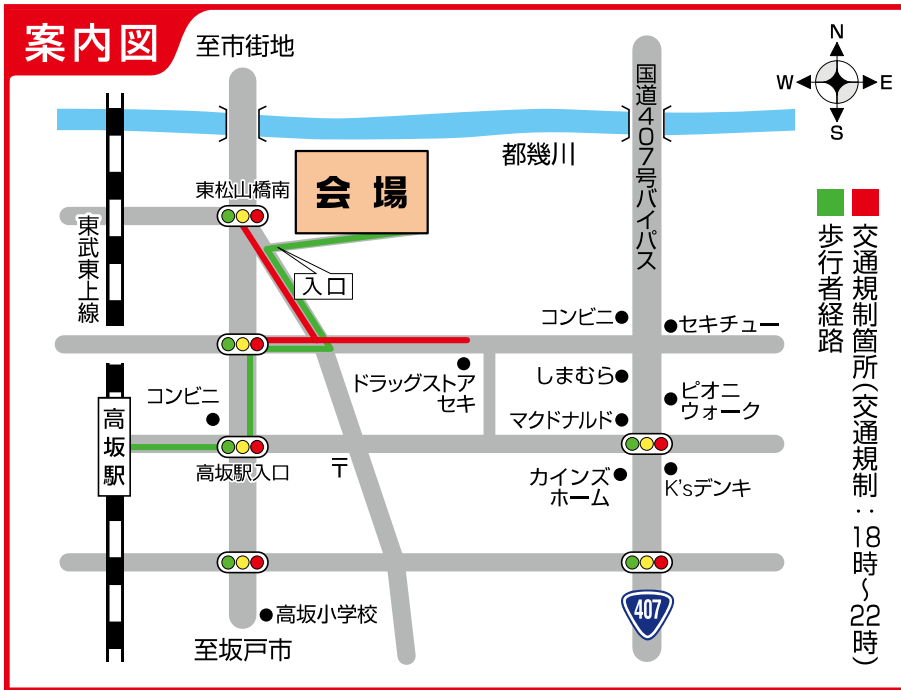 案内図
至市街地
N
W
E
S
国道407号バイパス
都幾川
東松山橋南
会場
東武東上線
入口
交通規制箇所(交通規制:18時~22時)
歩行者経路
コンビニ
セキチュー
ドラッグストア
セキ
しまむら
ピオニ
ウォーク
コンビニ
マクドナルド
高坂駅
高坂駅入口
〒
カインズ
ホーム
K'sデンキ
407
高坂小学校
至坂戸市